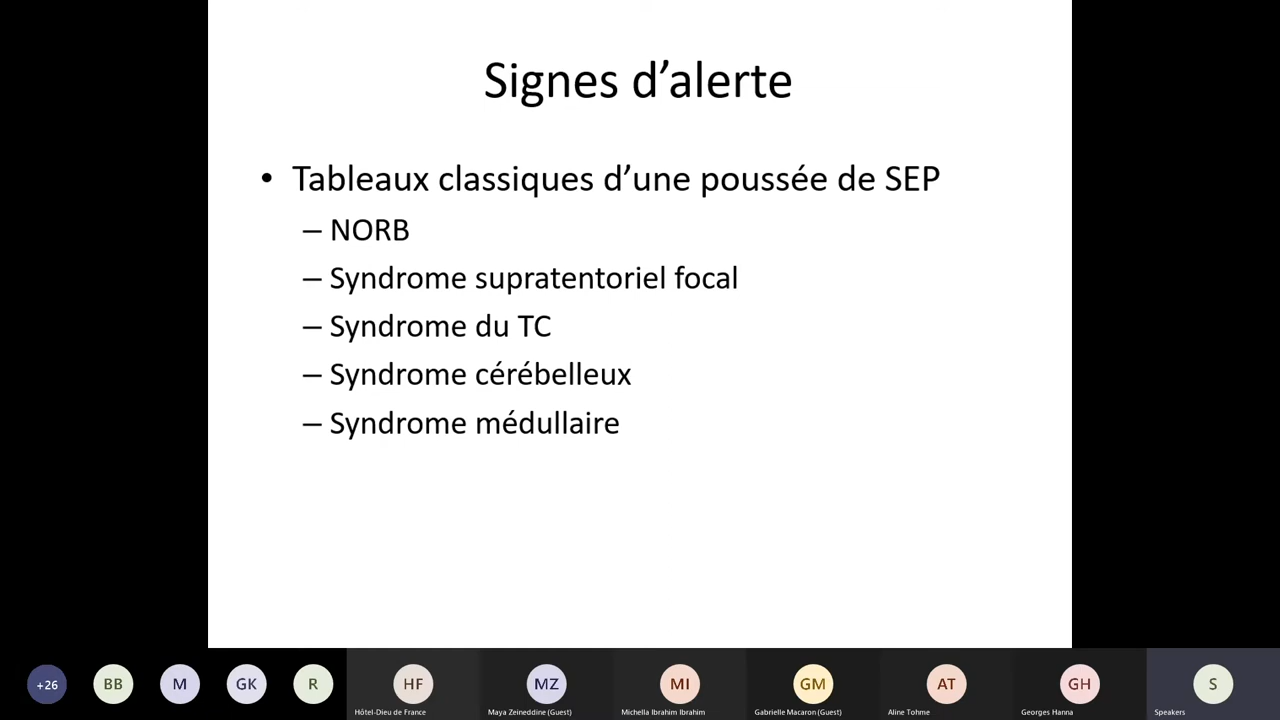 Signes d’alerte
• Tableaux classiques d’une poussée de SEP
– NORB
– Syndrome supratentoriel focal
– Syndrome du TC
– Syndrome cérébelleux
– Syndrome médullaire
+26 BB M GK R HF MZ MI GM AT GH S
Hôtel-Dieu de France Maya Zeineddine (Guest) Michella Ibrahim Ibrahim Gabrielle Macaron (Guest) Aline Tohme Georges Hanna Speakers